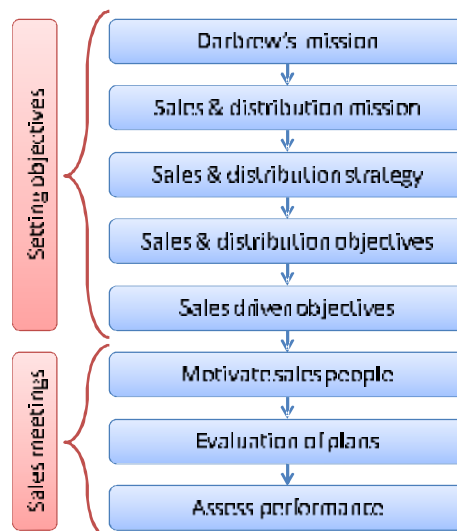 Setting objectives
Darbrew's mission
Sales & distribution mission
Sales & distribution strategy
Sales & distribution objectives
Sales driven objectives
Sales meetings
Motivate sales people
Evaluation of plans
Assess performance